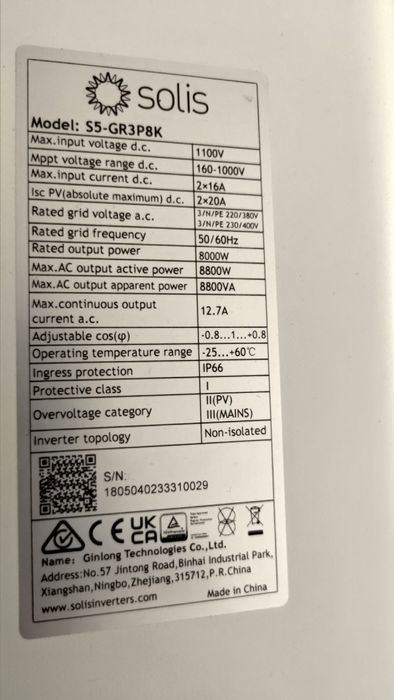 solis
Model: S5-GR3P8K
Max.input voltage d.c. 1100V
Mppt voltage range d.c. 160-1000V
Max.input current d.c. 2×16A
Isc PV(absolute maximum) d.c. 2×20A
Rated grid voltage a.c. 3/N/PE 220/380V
3/N/PE 230/400V
Rated grid frequency 50/60Hz
Rated output power 8000W
Max.AC output active power 8800W
Max.AC output apparent power 8800VA
Max.continuous output
current a.c. 12.7A
Adjustable cos(φ) -0.8...1...+0.8
Operating temperature range -25...+60℃
Ingress protection IP66
Protective class I
Overvoltage category II(PV)
III(MAINS)
Inverter topology Non-isolated
S/N:
1805040233310029
CE UK
CA
Name: Ginlong Technologies Co.,Ltd.
Address:No.57 Jintong Road,Binhai Industrial Park,
Xiangshan,Ningbo,Zhejiang,315712,P.R.China
www.solisinverters.com Made in China